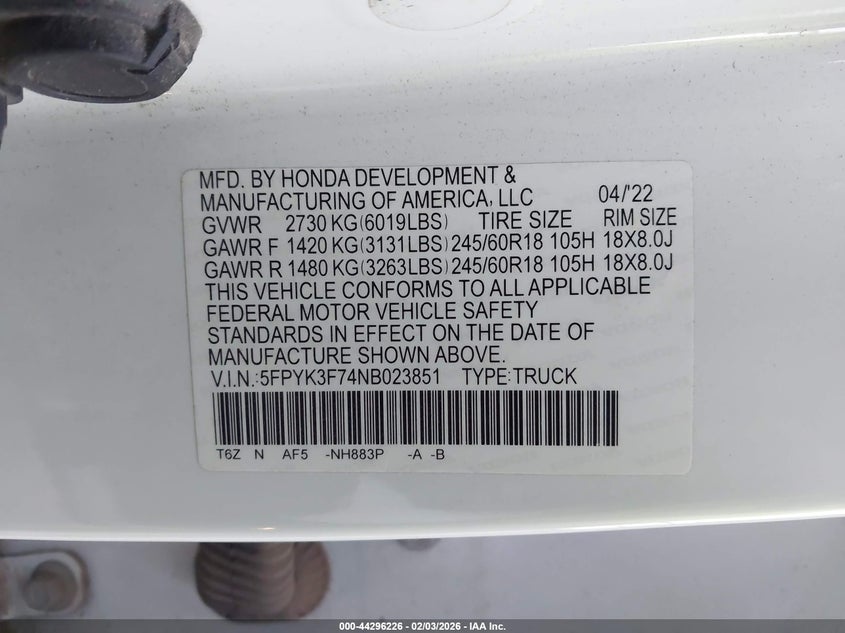 MFD. BY HONDA DEVELOPMENT &
MANUFACTURING OF AMERICA, LLC 04/'22
GVWR 2730 KG(6019LBS) TIRE SIZE RIM SIZE
GAWR F 1420 KG(3131LBS) 245/60R18 105H 18X8.0J
GAWR R 1480 KG(3263LBS) 245/60R18 105H 18X8.0J
THIS VEHICLE CONFORMS TO ALL APPLICABLE
FEDERAL MOTOR VEHICLE SAFETY
STANDARDS IN EFFECT ON THE DATE OF
MANUFACTURE SHOWN ABOVE.
V.I.N.:5FPYK3F74NB023851 TYPE:TRUCK
T6Z N AF5 -NH883P -A -B
000-44296226 - 02/03/2026 - IAA Inc.